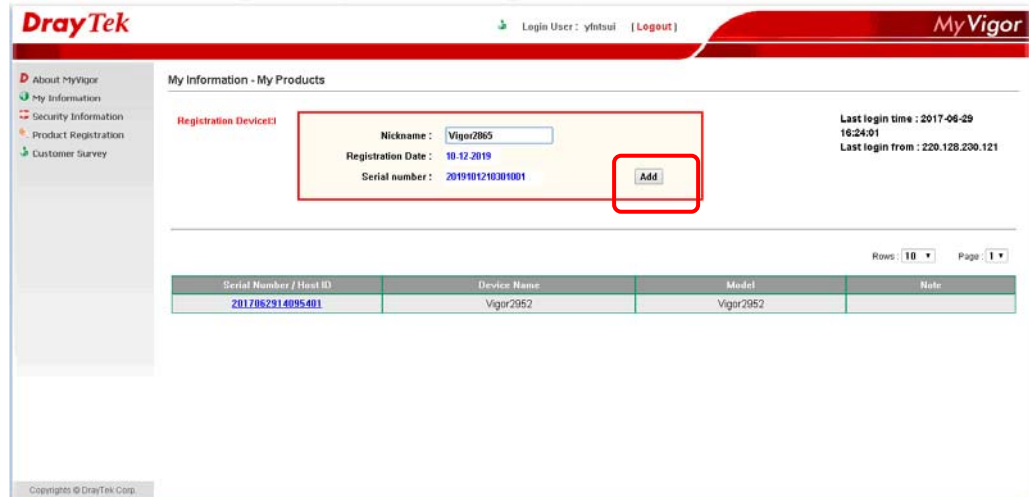 DrayTek
Login User : yfntsui [Logout]
MyVigor
About MyVigor
My Information
Security Information
Product Registration
Customer Survey
My Information - My Products
Registration Device!:!
Nickname : Vigor2865
Registration Date : 10-12-2019
Serial number : 2019101210301001
Add
Last login time : 2017-06-29
16:24:01
Last login from : 220.128.230.121
Rows : 10 Page : 1
Serial Number / Host ID Device Name Model Note
2017062914095401 Vigor2952 Vigor2952
Copyrights © DrayTek Corp.